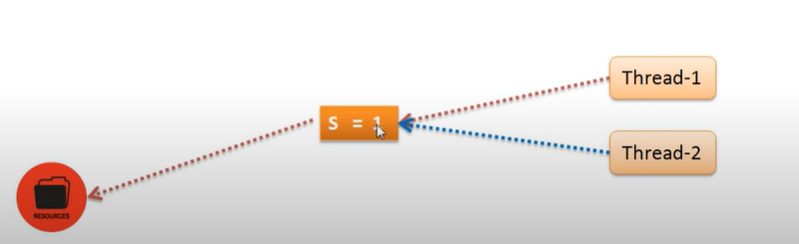 Thread-1
S = 1
Thread-2
RESOURCES